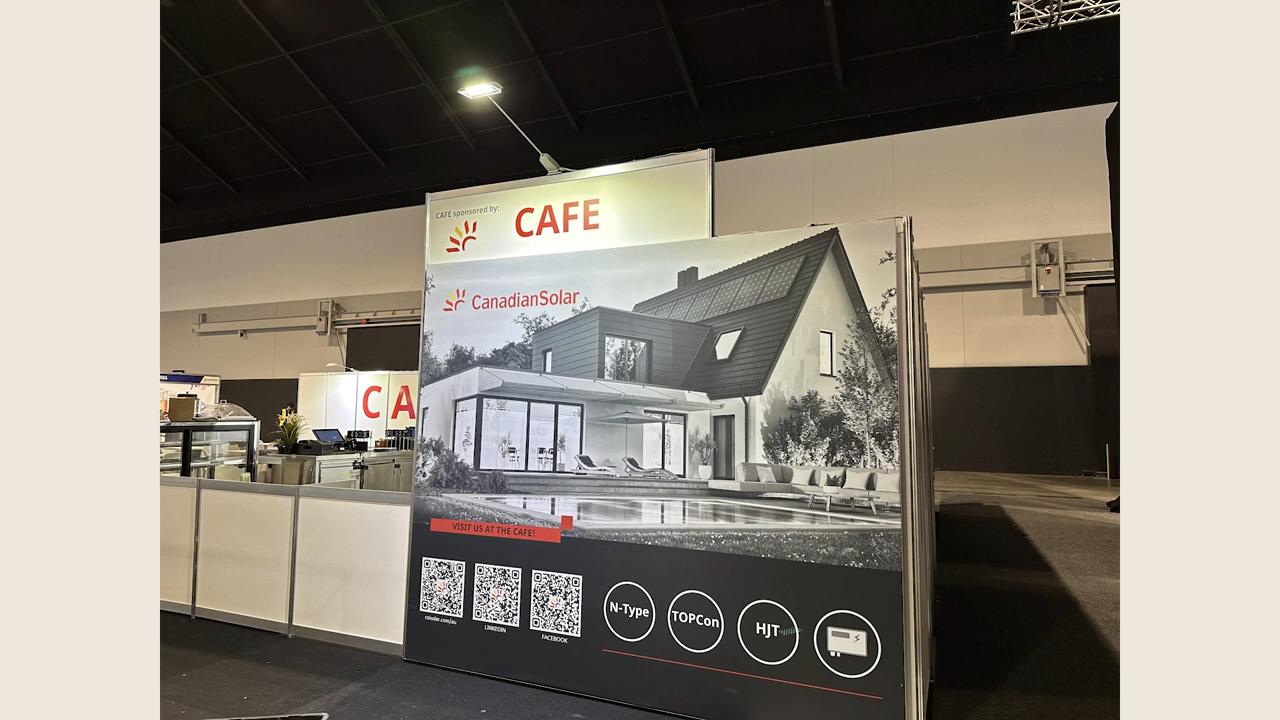 CAFE sponsored by:
CAFE
CanadianSolar
CA
VISIT US AT THE CAFE!
csisolar.com/au
LINKEDIN
FACEBOOK
N-Type
TOPCon
HJT